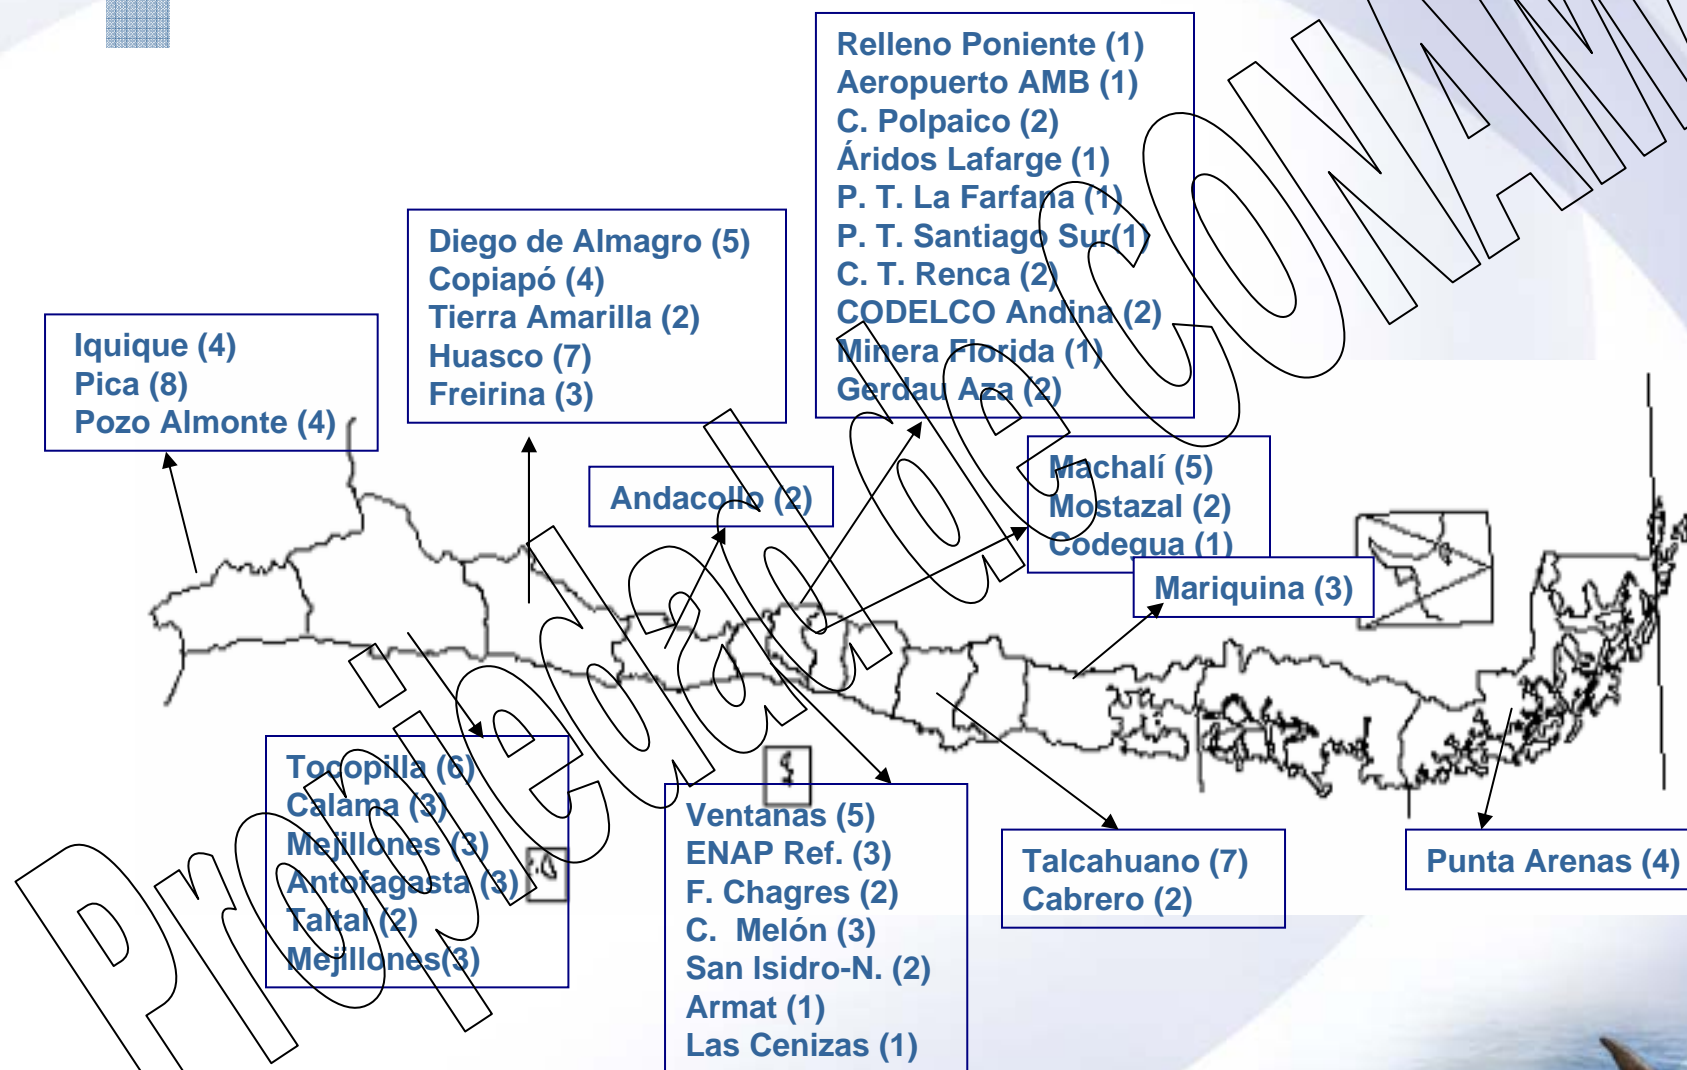 Relleno Poniente (1)
Aeropuerto AMB (1)
C. Polpaico (2)
Áridos Lafarge (1)
P. T. La Farfana (1)
P. T. Santiago Sur(1)
C. T. Renca (2)
CODELCO Andina (2)
Minera Florida (1)
Gerdau Aza (2)
Diego de Almagro (5)
Copiapó (4)
Tierra Amarilla (2)
Huasco (7)
Freirina (3)
Iquique (4)
Pica (8)
Pozo Almonte (4)
Andacollo (2)
Machalí (5)
Mostazal (2)
Codegua (1)
Mariquina (3)
Tocopilla (6)
Calama (3)
Mejillones (3)
Antofagasta (3)
Taltal (2)
Mejillones(3)
Ventanas (5)
ENAP Ref. (3)
F. Chagres (2)
C. Melón (3)
San Isidro-N. (2)
Armat (1)
Las Cenizas (1)
Talcahuano (7)
Cabrero (2)
Punta Arenas (4)
Propiedad de CONAM